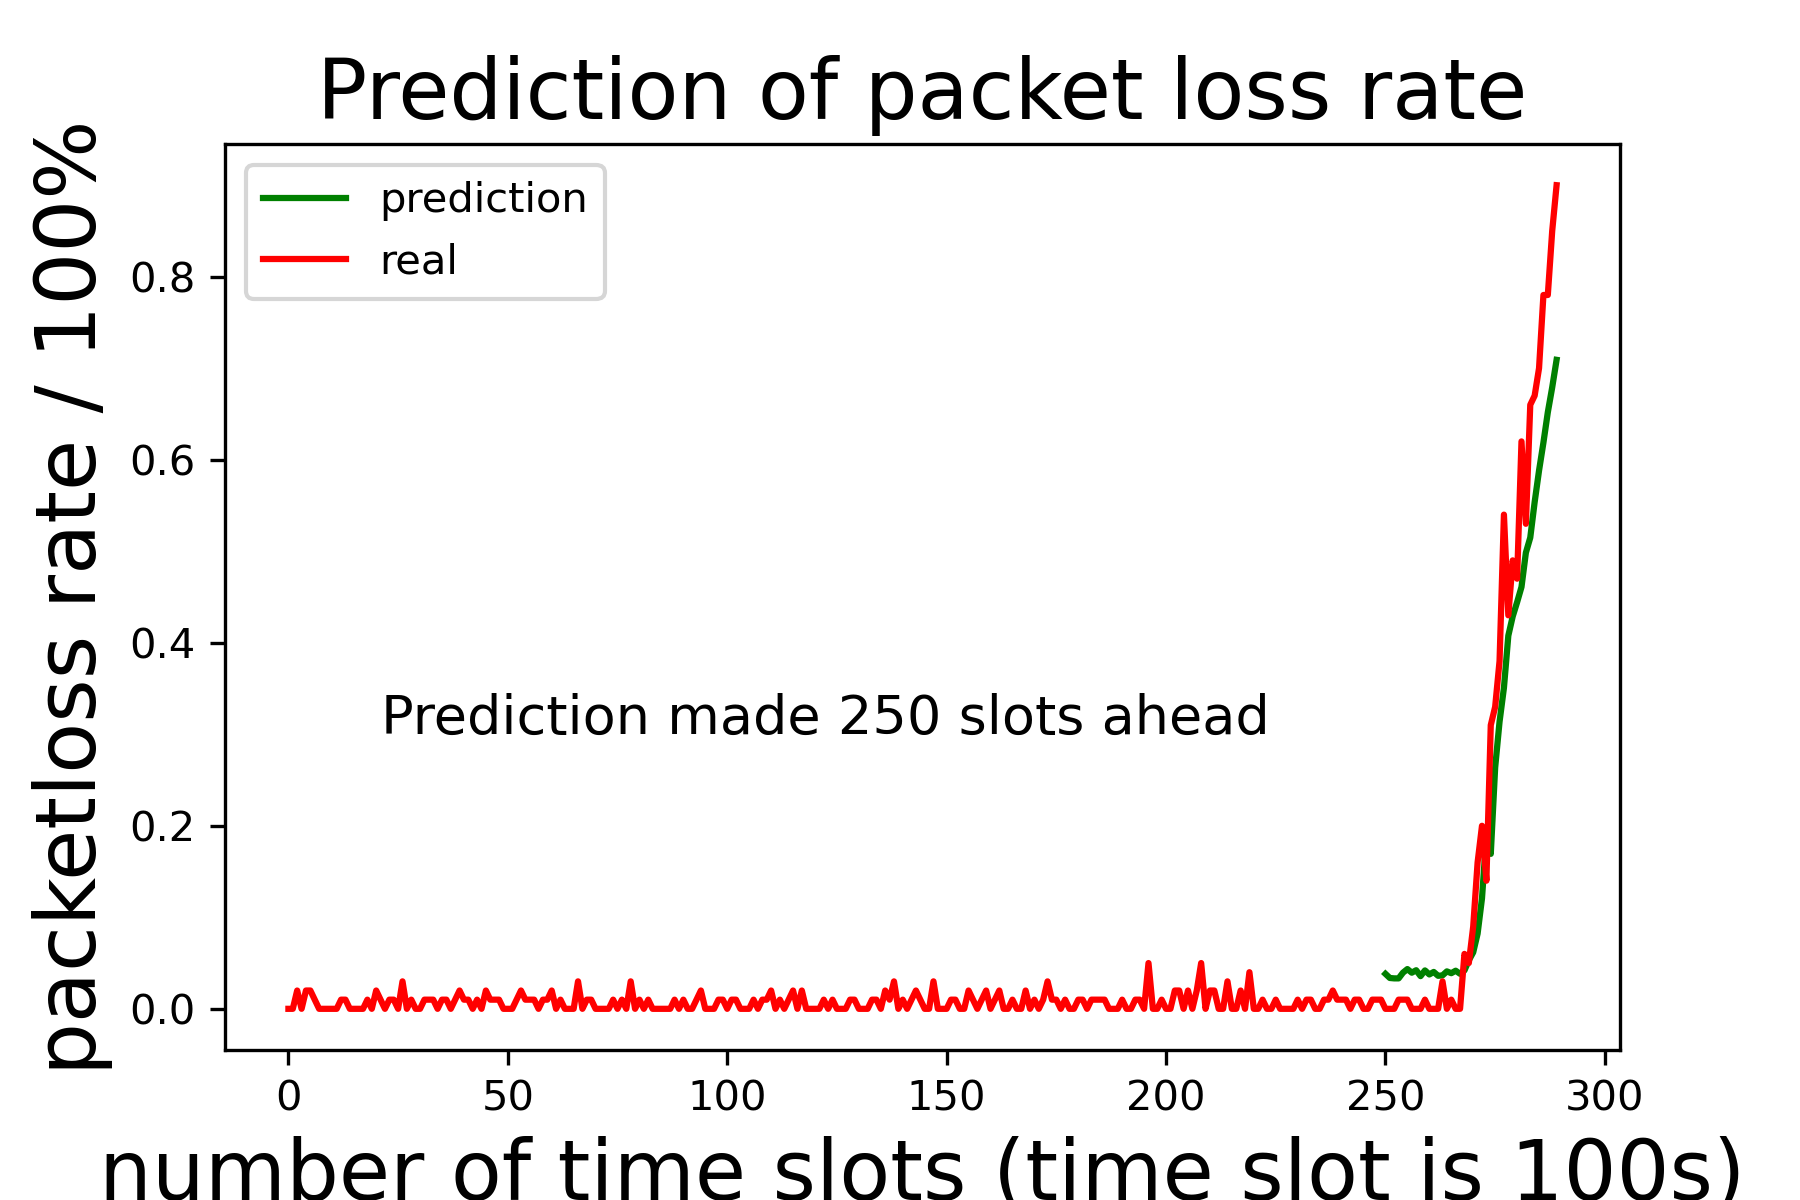 Prediction of packet loss rate
packetloss rate / 100%
prediction
real
0.8
0.6
0.4
0.2
0.0
Prediction made 250 slots ahead
0 50 100 150 200 250 300
number of time slots (time slot is 100s)